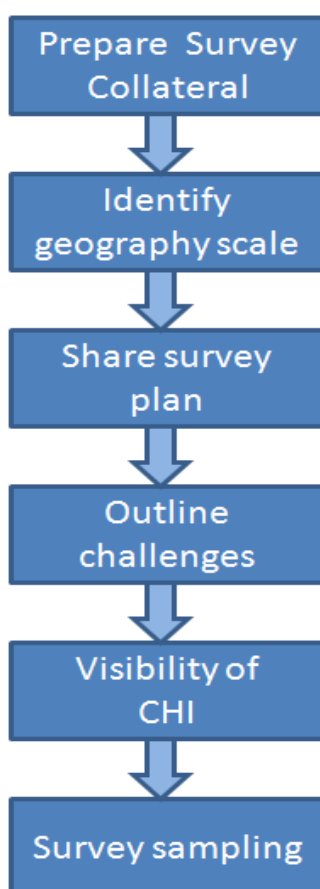 Prepare Survey
Collateral
Identify
geography scale
Share survey
plan
Outline
challenges
Visibility of
CHI
Survey sampling